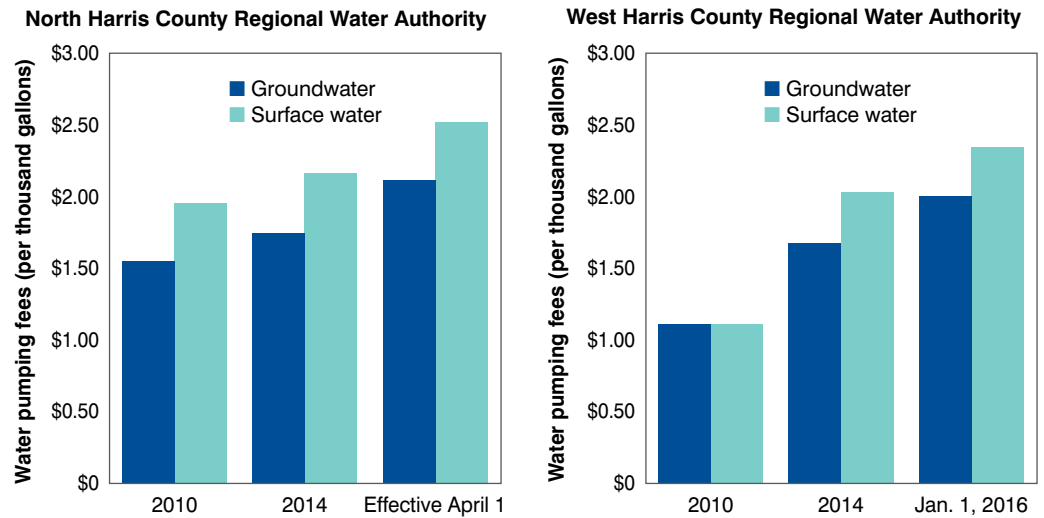 North Harris County Regional Water Authority
Water pumping fees (per thousand gallons)
$3.00
$2.50
$2.00
$1.50
$1.00
$0.50
$0
Groundwater
Surface water
2010 2014 Effective April 1
West Harris County Regional Water Authority
Water pumping fees (per thousand gallons)
$3.00
$2.50
$2.00
$1.50
$1.00
$0.50
$0
Groundwater
Surface water
2010 2014 Jan. 1, 2016